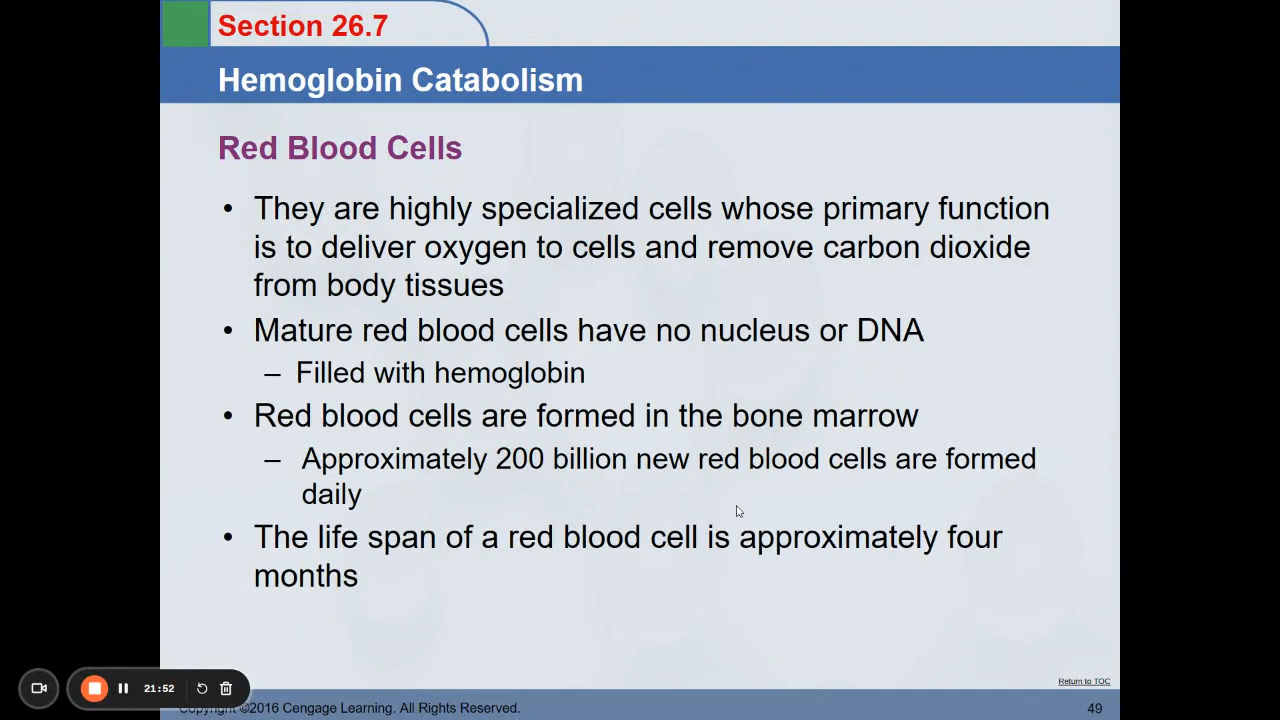 Section 26.7
Hemoglobin Catabolism
Red Blood Cells
• They are highly specialized cells whose primary function
is to deliver oxygen to cells and remove carbon dioxide
from body tissues
• Mature red blood cells have no nucleus or DNA
– Filled with hemoglobin
• Red blood cells are formed in the bone marrow
– Approximately 200 billion new red blood cells are formed
daily
• The life span of a red blood cell is approximately four
months
Return to TOC
21:52
Copyright ©2016 Cengage Learning. All Rights Reserved.
49